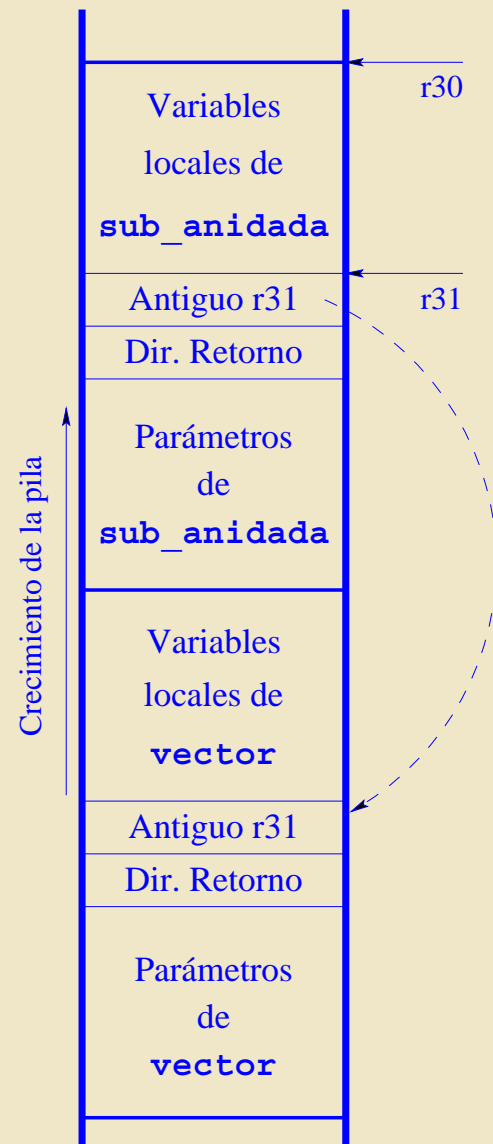 r30
Variables
locales de
sub_anidada
r31
Antiguo r31
Dir. Retorno
Parámetros
de
sub_anidada
Crecimiento de la pila
Variables
locales de
vector
Antiguo r31
Dir. Retorno
Parámetros
de
vector